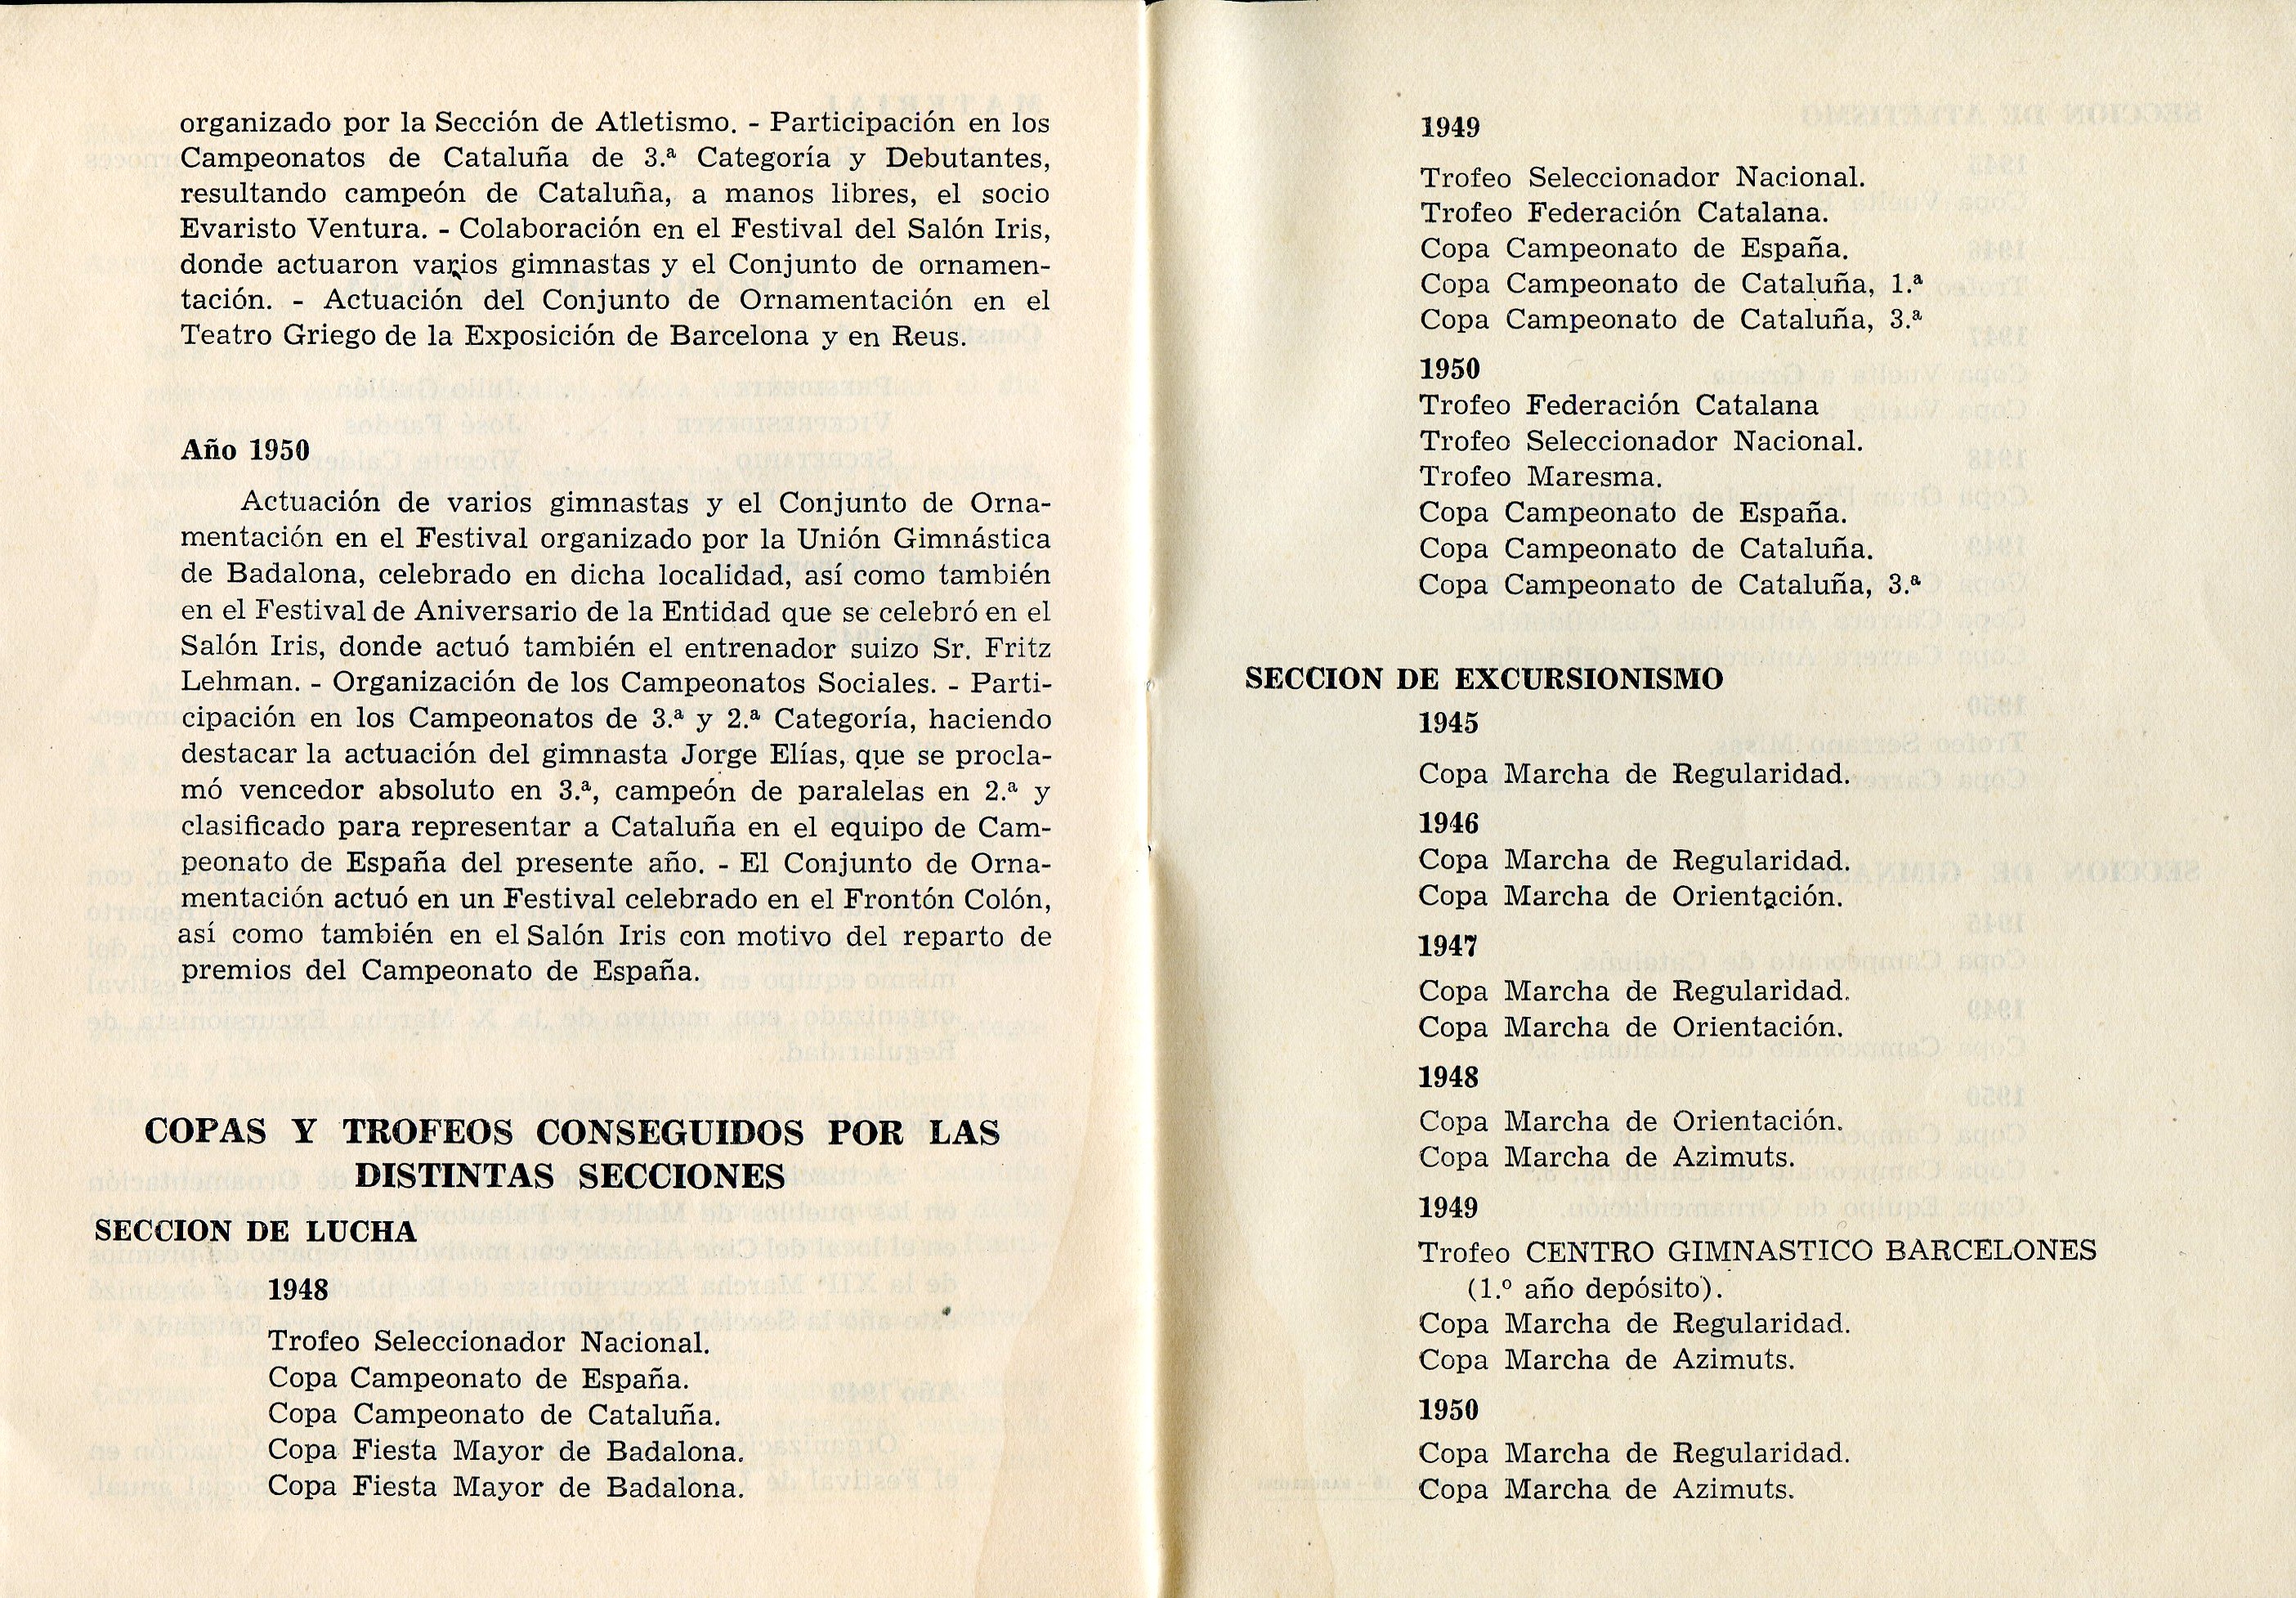 organizado por la Sección de Atletismo. - Participación en los
Campeonatos de Cataluña de 3.ª Categoría y Debutantes,
resultando campeón de Cataluña, a manos libres, el socio
Evaristo Ventura. - Colaboración en el Festival del Salón Iris,
donde actuaron varios gimnastas y el Conjunto de ornamen-
tación. - Actuación del Conjunto de Ornamentación en el
Teatro Griego de la Exposición de Barcelona y en Reus.
Año 1950
Actuación de varios gimnastas y el Conjunto de Orna-
mentación en el Festival organizado por la Unión Gimnástica
de Badalona, celebrado en dicha localidad, así como también
en el Festival de Aniversario de la Entidad que se celebró en el
Salón Iris, donde actuó también el entrenador suizo Sr. Fritz
Lehman. - Organización de los Campeonatos Sociales. - Parti-
cipación en los Campeonatos de 3.ª y 2.ª Categoría, haciendo
destacar la actuación del gimnasta Jorge Elías, que se procla-
mó vencedor absoluto en 3.ª, campeón de paralelas en 2.ª y
clasificado para representar a Cataluña en el equipo de Cam-
peonato de España del presente año. - El Conjunto de Orna-
mentación actuó en un Festival celebrado en el Frontón Colón,
así como también en el Salón Iris con motivo del reparto de
premios del Campeonato de España.
COPAS Y TROFEOS CONSEGUIDOS POR LAS
DISTINTAS SECCIONES
SECCION DE LUCHA
1948
Trofeo Seleccionador Nacional.
Copa Campeonato de España.
Copa Campeonato de Cataluña.
Copa Fiesta Mayor de Badalona.
Copa Fiesta Mayor de Badalona.
1949
Trofeo Seleccionador Nacional.
Trofeo Federación Catalana.
Copa Campeonato de España.
Copa Campeonato de Cataluña, 1.ª
Copa Campeonato de Cataluña, 3.ª
1950
Trofeo Federación Catalana
Trofeo Seleccionador Nacional.
Trofeo Maresma.
Copa Campeonato de España.
Copa Campeonato de Cataluña.
Copa Campeonato de Cataluña, 3.ª
SECCION DE EXCURSIONISMO
1945
Copa Marcha de Regularidad.
1946
Copa Marcha de Regularidad.
Copa Marcha de Orientación.
1947
Copa Marcha de Regularidad.
Copa Marcha de Orientación.
1948
Copa Marcha de Orientación.
Copa Marcha de Azimuts.
1949
Trofeo CENTRO GIMNASTICO BARCELONES
(1.º año depósito).
Copa Marcha de Regularidad.
Copa Marcha de Azimuts.
1950
Copa Marcha de Regularidad.
Copa Marcha de Azimuts.